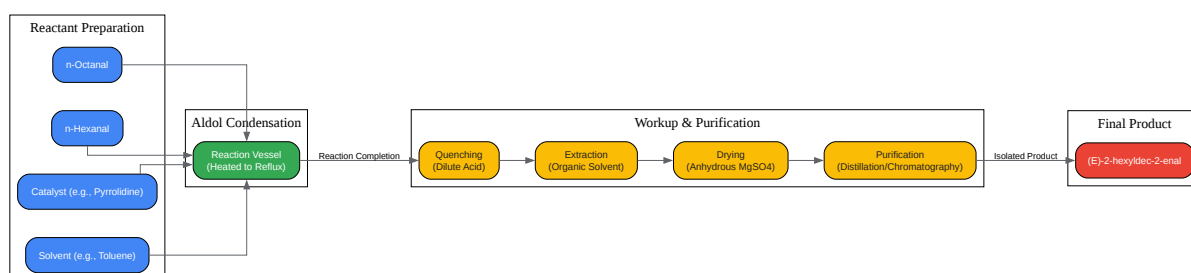 Reactant Preparation
n-Octanal
n-Hexanal
Catalyst (e.g., Pyrrolidine)
Solvent (e.g., Toluene)
Aldol Condensation
Reaction Vessel
(Heated to Reflux)
Reaction Completion
Workup & Purification
Quenching
(Dilute Acid)
Extraction
(Organic Solvent)
Drying
(Anhydrous MgSO4)
Purification
(Distillation/Chromatography)
Isolated Product
Final Product
(E)-2-hexyldec-2-enal